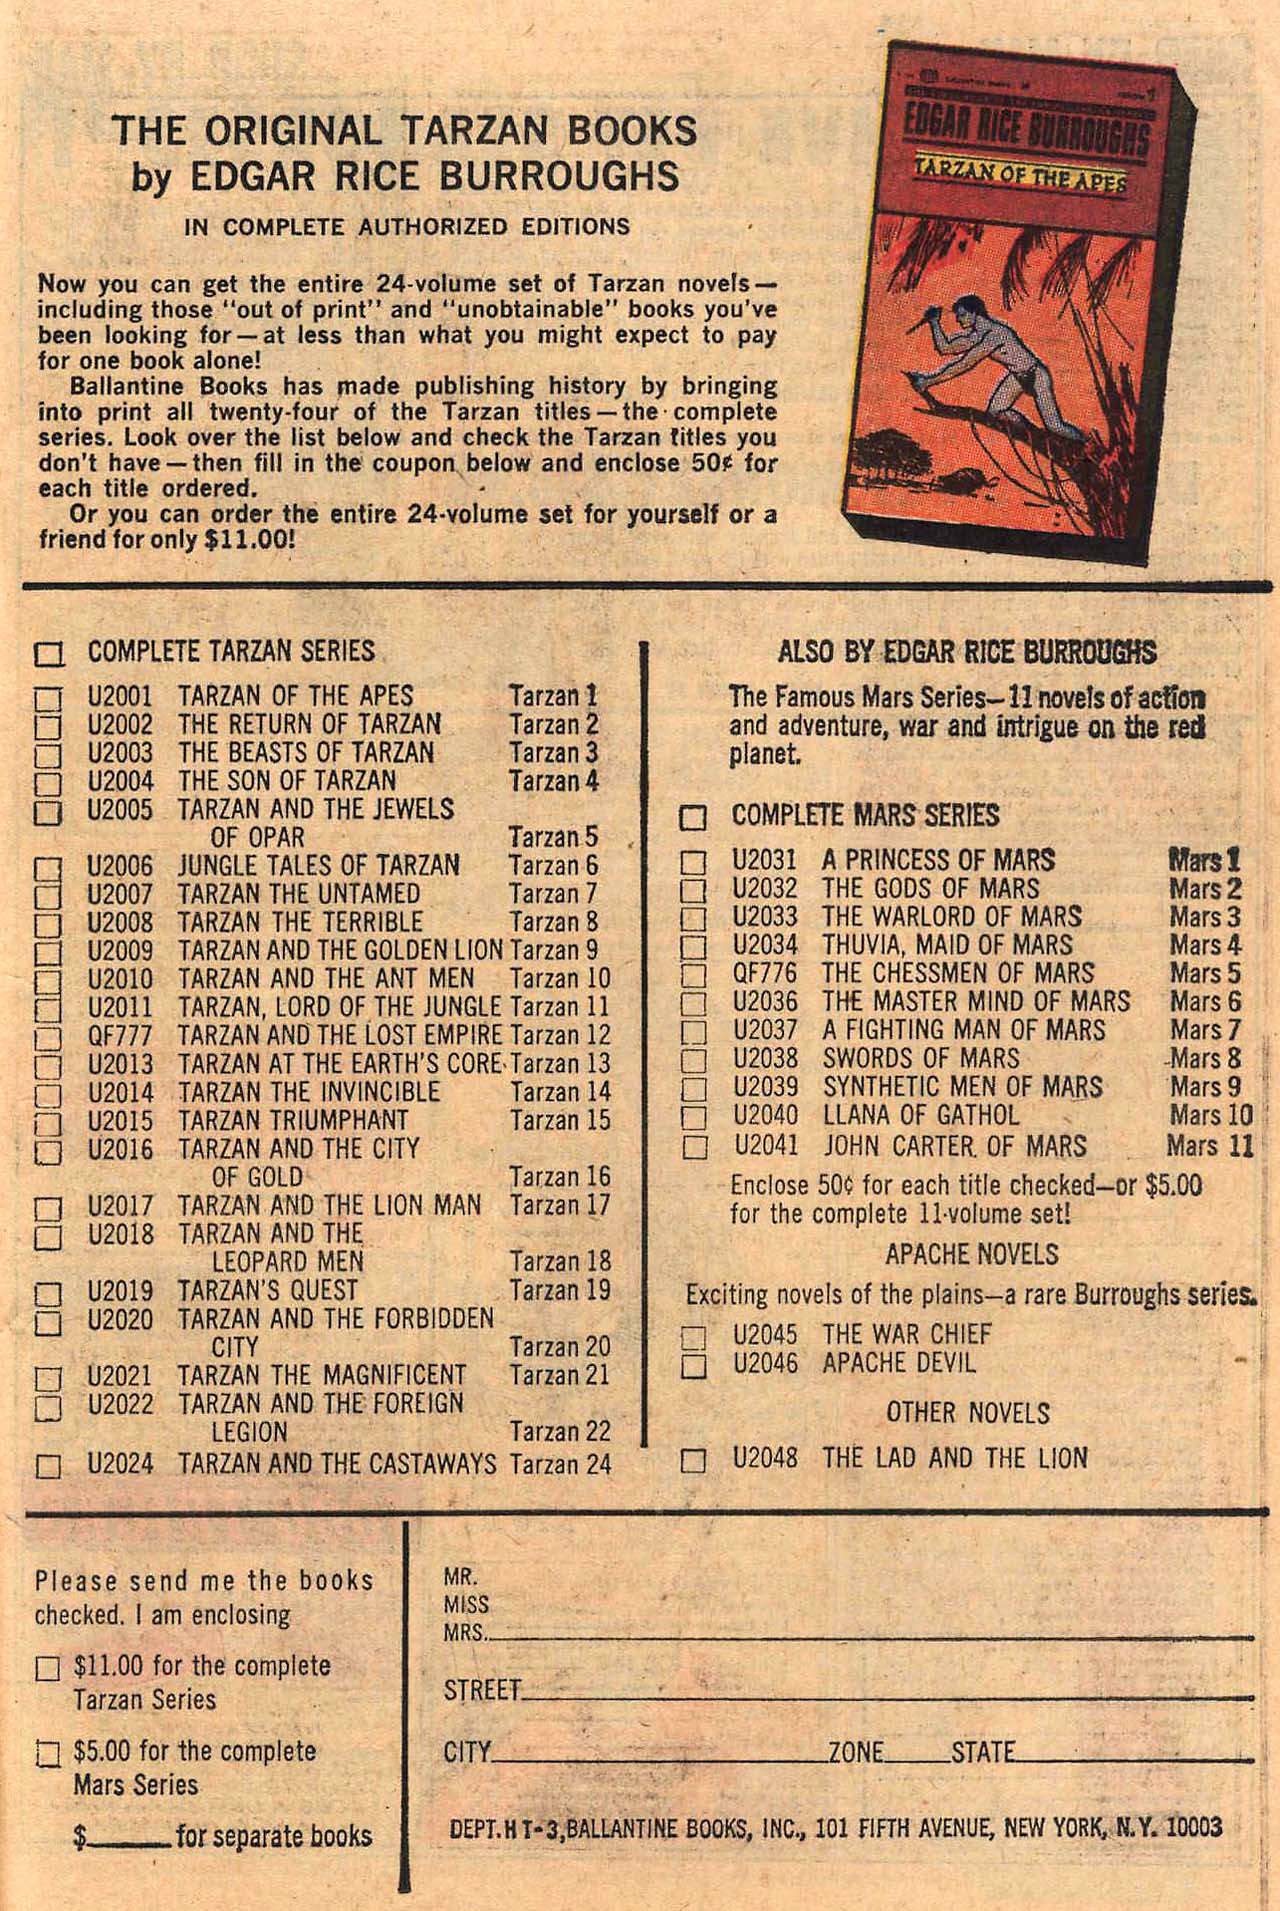 EDGAR RICE BURROUGHS
TARZAN OF THE APES
THE ORIGINAL TARZAN BOOKS
by EDGAR RICE BURROUGHS
IN COMPLETE AUTHORIZED EDITIONS
Now you can get the entire 24-volume set of Tarzan novels—
including those "out of print" and "unobtainable" books you've
been looking for—at less than what you might expect to pay
for one book alone!
Ballantine Books has made publishing history by bringing
into print all twenty-four of the Tarzan titles—the complete
series. Look over the list below and check the Tarzan titles you
don't have—then fill in the coupon below and enclose 50¢ for
each title ordered.
Or you can order the entire 24-volume set for yourself or a
friend for only $11.00!
COMPLETE TARZAN SERIES
U2001 TARZAN OF THE APES Tarzan 1
U2002 THE RETURN OF TARZAN Tarzan 2
U2003 THE BEASTS OF TARZAN Tarzan 3
U2004 THE SON OF TARZAN Tarzan 4
U2005 TARZAN AND THE JEWELS
OF OPAR Tarzan 5
U2006 JUNGLE TALES OF TARZAN Tarzan 6
U2007 TARZAN THE UNTAMED Tarzan 7
U2008 TARZAN THE TERRIBLE Tarzan 8
U2009 TARZAN AND THE GOLDEN LION Tarzan 9
U2010 TARZAN AND THE ANT MEN Tarzan 10
U2011 TARZAN, LORD OF THE JUNGLE Tarzan 11
QF777 TARZAN AND THE LOST EMPIRE Tarzan 12
U2013 TARZAN AT THE EARTH'S CORE Tarzan 13
U2014 TARZAN THE INVINCIBLE Tarzan 14
U2015 TARZAN TRIUMPHANT Tarzan 15
U2016 TARZAN AND THE CITY
OF GOLD Tarzan 16
U2017 TARZAN AND THE LION MAN Tarzan 17
U2018 TARZAN AND THE
LEOPARD MEN Tarzan 18
U2019 TARZAN'S QUEST Tarzan 19
U2020 TARZAN AND THE FORBIDDEN
CITY Tarzan 20
U2021 TARZAN THE MAGNIFICENT Tarzan 21
U2022 TARZAN AND THE FOREIGN
LEGION Tarzan 22
U2024 TARZAN AND THE CASTAWAYS Tarzan 24
ALSO BY EDGAR RICE BURROUGHS
The Famous Mars Series—11 novels of action
and adventure, war and intrigue on the red
planet.
COMPLETE MARS SERIES
U2031 A PRINCESS OF MARS Mars 1
U2032 THE GODS OF MARS Mars 2
U2033 THE WARLORD OF MARS Mars 3
U2034 THUVIA, MAID OF MARS Mars 4
QF776 THE CHESSMEN OF MARS Mars 5
U2036 THE MASTER MIND OF MARS Mars 6
U2037 A FIGHTING MAN OF MARS Mars 7
U2038 SWORDS OF MARS Mars 8
U2039 SYNTHETIC MEN OF MARS Mars 9
U2040 LLANA OF GATHOL Mars 10
U2041 JOHN CARTER OF MARS Mars 11
Enclose 50¢ for each title checked—or $5.00
for the complete 11-volume set!
APACHE NOVELS
Exciting novels of the plains—a rare Burroughs series.
U2045 THE WAR CHIEF
U2046 APACHE DEVIL
OTHER NOVELS
U2048 THE LAD AND THE LION
Please send me the books
checked. I am enclosing
$11.00 for the complete
Tarzan Series
$5.00 for the complete
Mars Series
$______ for separate books
MR.
MISS
MRS.
STREET
CITY ZONE STATE
DEPT. HT-3, BALLANTINE BOOKS, INC., 101 FIFTH AVENUE, NEW YORK, N.Y. 10003